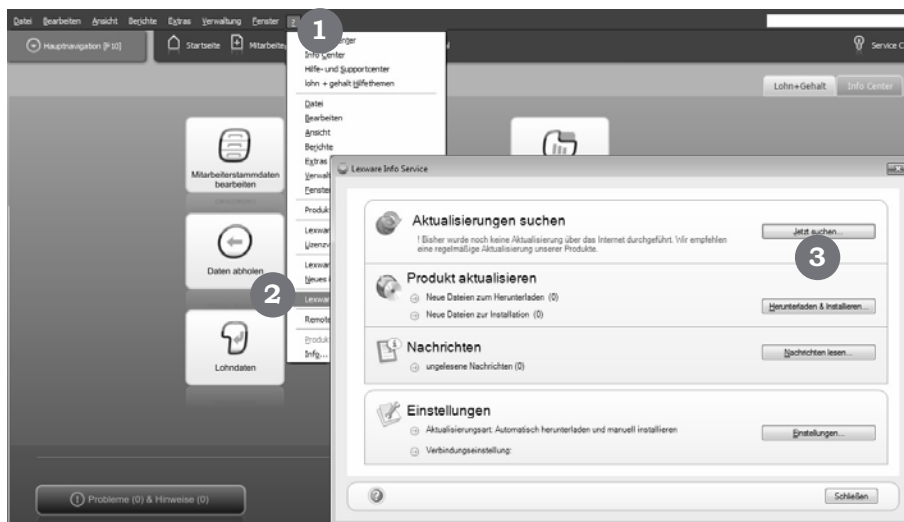 Datei Bearbeiten Ansicht Berichte Extras Verwaltung Fenster ?
1
Hauptnavigation [F10] Startseite Service
Lohn+Gehalt Info Center
Info Center
Hilfe- und Supportcenter
lohn + gehalt Hilfethemen
Datei
Bearbeiten
Ansicht
Berichte
Extras
Info...
2
Mitarbeiterstammdaten
bearbeiten
Daten abholen
Lohndaten
Probleme (0) & Hinweise (0)
Lexware Info Service
Aktualisierungen suchen
! Bisher wurde noch keine Aktualisierung über das Internet durchgeführt. Wir empfehlen
eine regelmäßige Aktualisierung unserer Produkte.
Jetzt suchen...
3
Produkt aktualisieren
Neue Dateien zum Herunterladen (0)
Neue Dateien zur Installation (0)
Herunterladen & Installieren...
Nachrichten
ungelesene Nachrichten (0)
Nachrichten lesen...
Einstellungen
Aktualisierungsart: Automatisch herunterladen und manuell installieren
Verbindungseinstellung:
Einstellungen...
Schließen